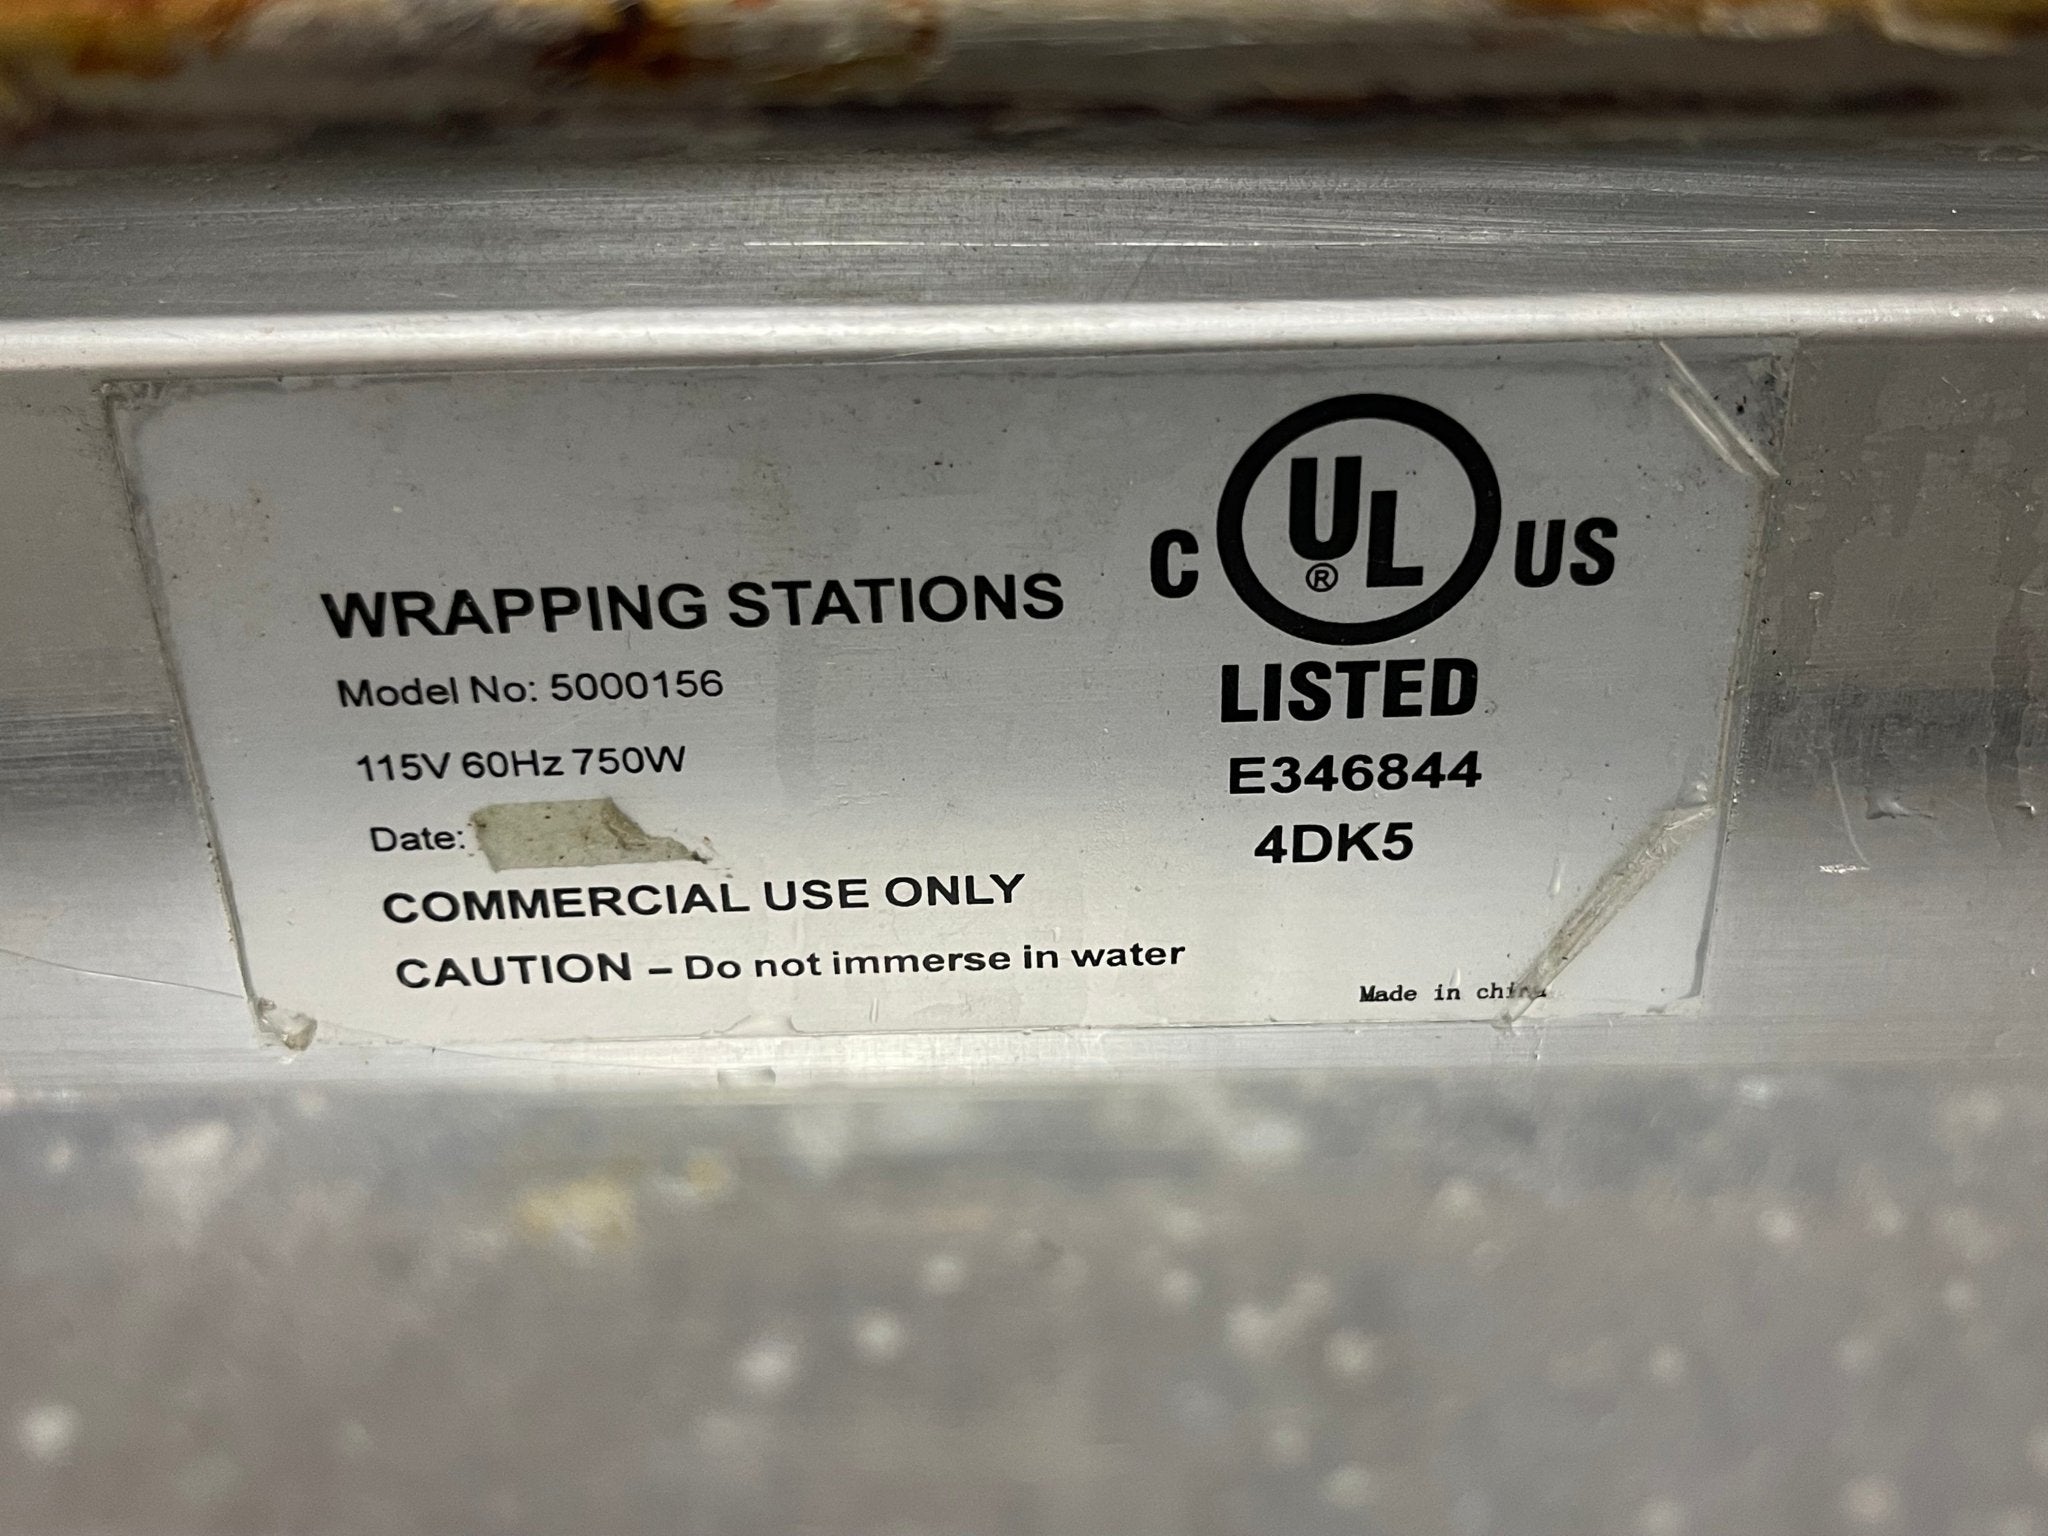 WRAPPING STATIONS
Model No: 5000156
115V 60Hz 750W
Date:
COMMERCIAL USE ONLY
CAUTION – Do not immerse in water
C UL® US
LISTED
E346844
4DK5
Made in china